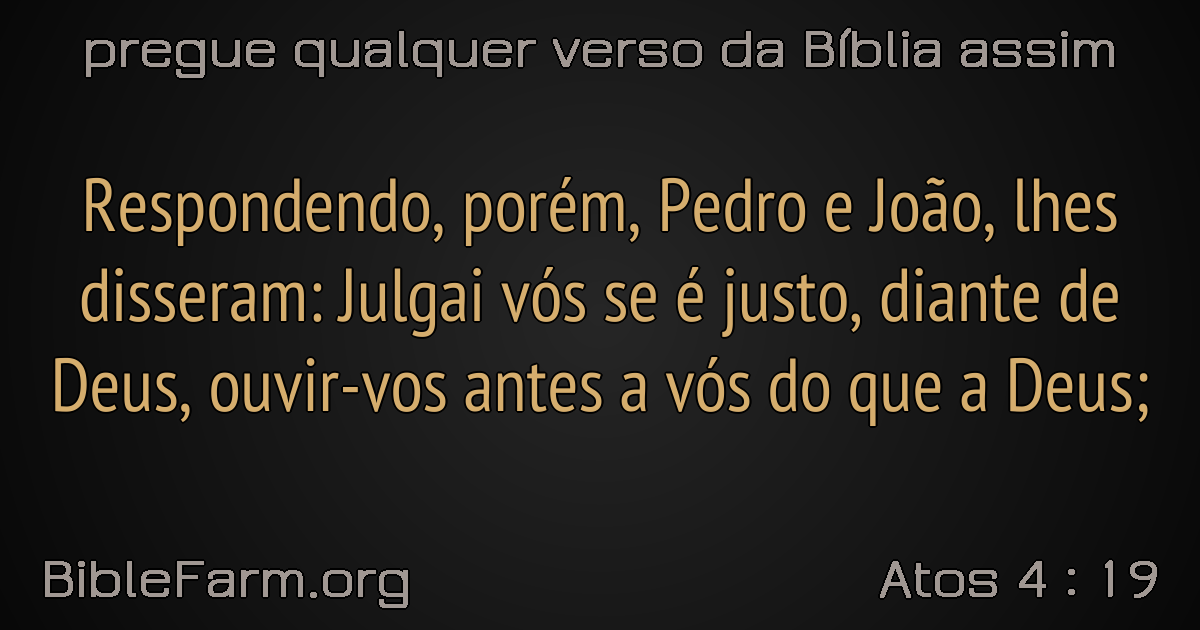 pregue qualquer verso da Bíblia assim
Respondendo, porém, Pedro e João, lhes
disseram: Julgai vós se é justo, diante de
Deus, ouvir-vos antes a vós do que a Deus;
BibleFarm.org
Atos 4 : 19